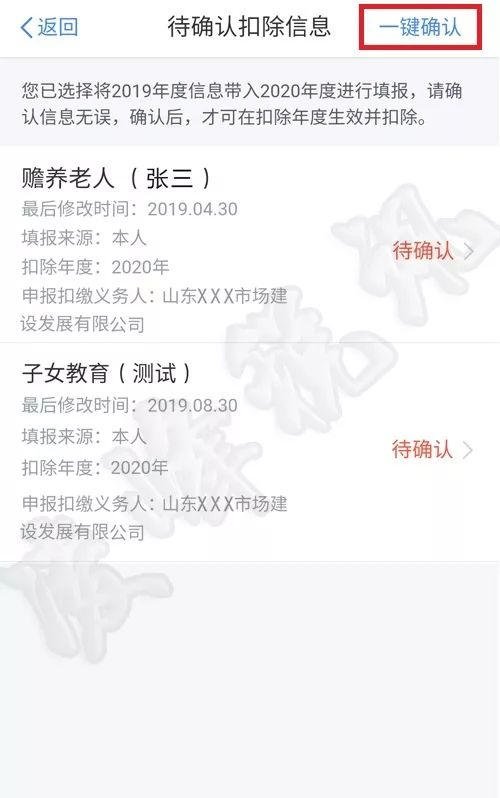 返回 待确认扣除信息 一键确认
您已选择将2019年度信息带入2020年度进行填报，请确
认信息无误，确认后，才可在扣除年度生效并扣除。
赡养老人（张三）
最后修改时间：2019.04.30
填报来源：本人
待确认
扣除年度：2020年
申报扣缴义务人：山东XXX市场建
设发展有限公司
子女教育（测试）
最后修改时间：2019.08.30
填报来源：本人
待确认
扣除年度：2020年
申报扣缴义务人：山东XXX市场建
设发展有限公司